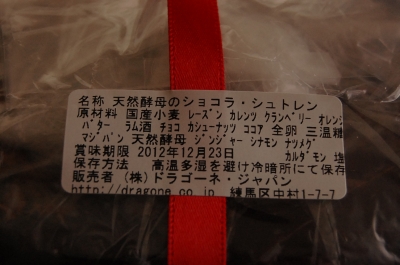 名称 天然酵母のショコラ・シュトレン
原材料 国産小麦 レーズン カレンツ クランベリー オレンジ
バター ラム酒 チョコ カシューナッツ ココア 全卵 三温糖
マジパン 天然酵母 ジンジャー シナモン ナツメグ
賞味期限 2012年12月23日 カルダモン 塩
保存方法 高温多湿を避け冷暗所にて保存
販売者 (株)ドラゴーネ・ジャパン
http://dragone.co 練馬区中村1-7-7